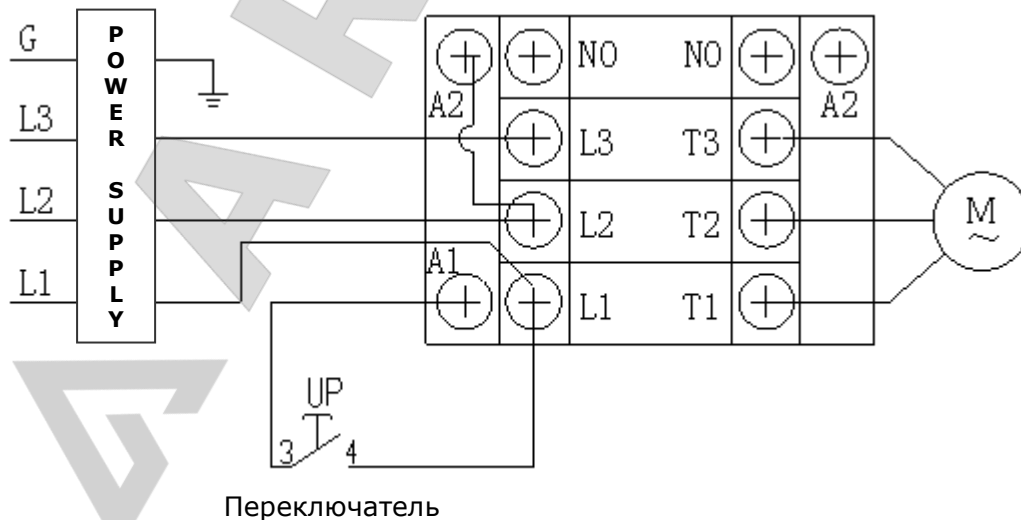 G
L3
L2
L1
POWER SUPPLY
A2
NO NO
A2
L3 T3
L2 T2
A1
L1 T1
M
~
UP
3 4
Переключатель